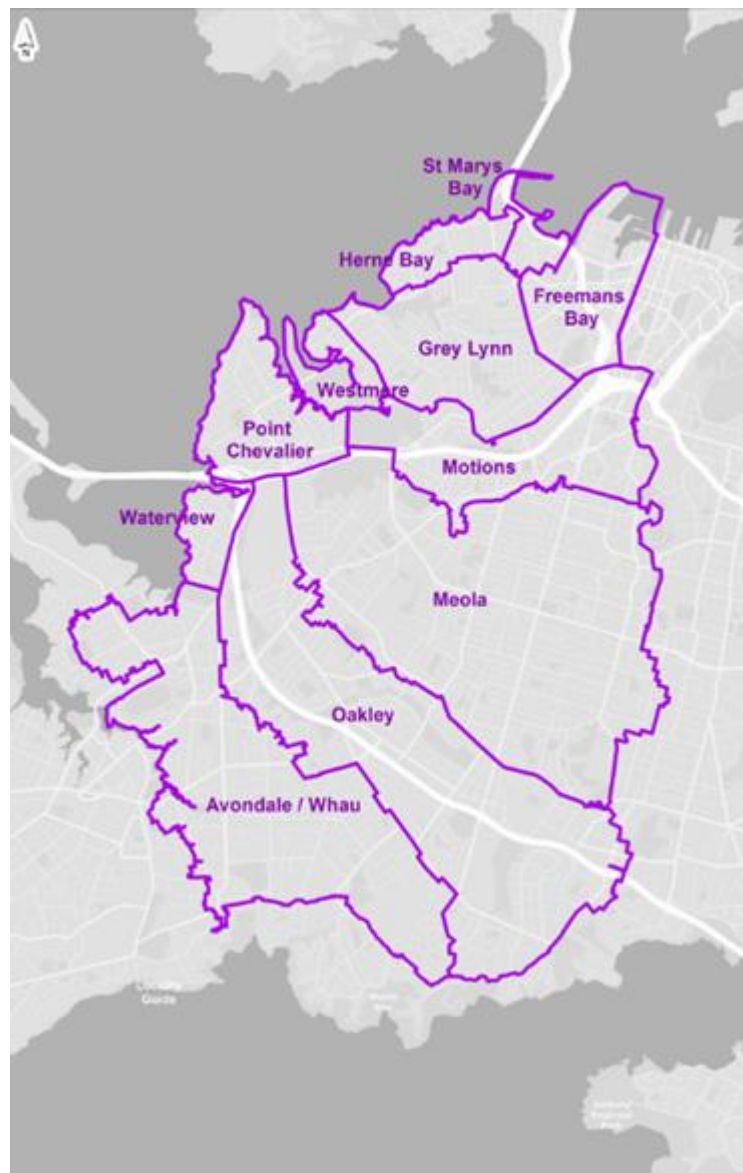 N
St Marys
Bay
Herne Bay
Freemans
Bay
Grey Lynn
Westmere
Point
Chevalier
Motions
Waterview
Meola
Oakley
Avondale / Whau